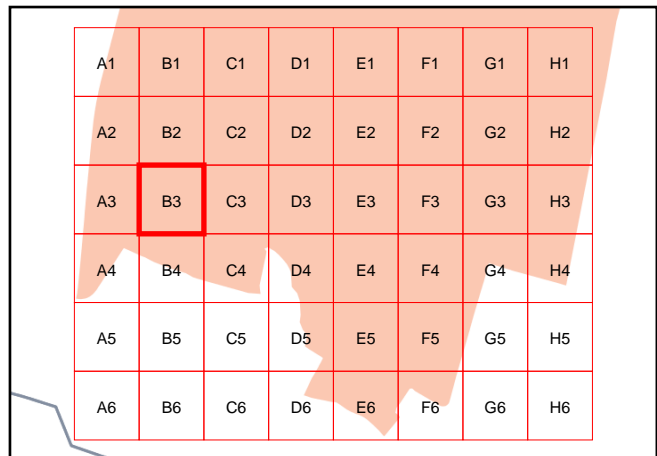 A1 B1 C1 D1 E1 F1 G1 H1
A2 B2 C2 D2 E2 F2 G2 H2
A3 B3 C3 D3 E3 F3 G3 H3
A4 B4 C4 D4 E4 F4 G4 H4
A5 B5 C5 D5 E5 F5 G5 H5
A6 B6 C6 D6 E6 F6 G6 H6